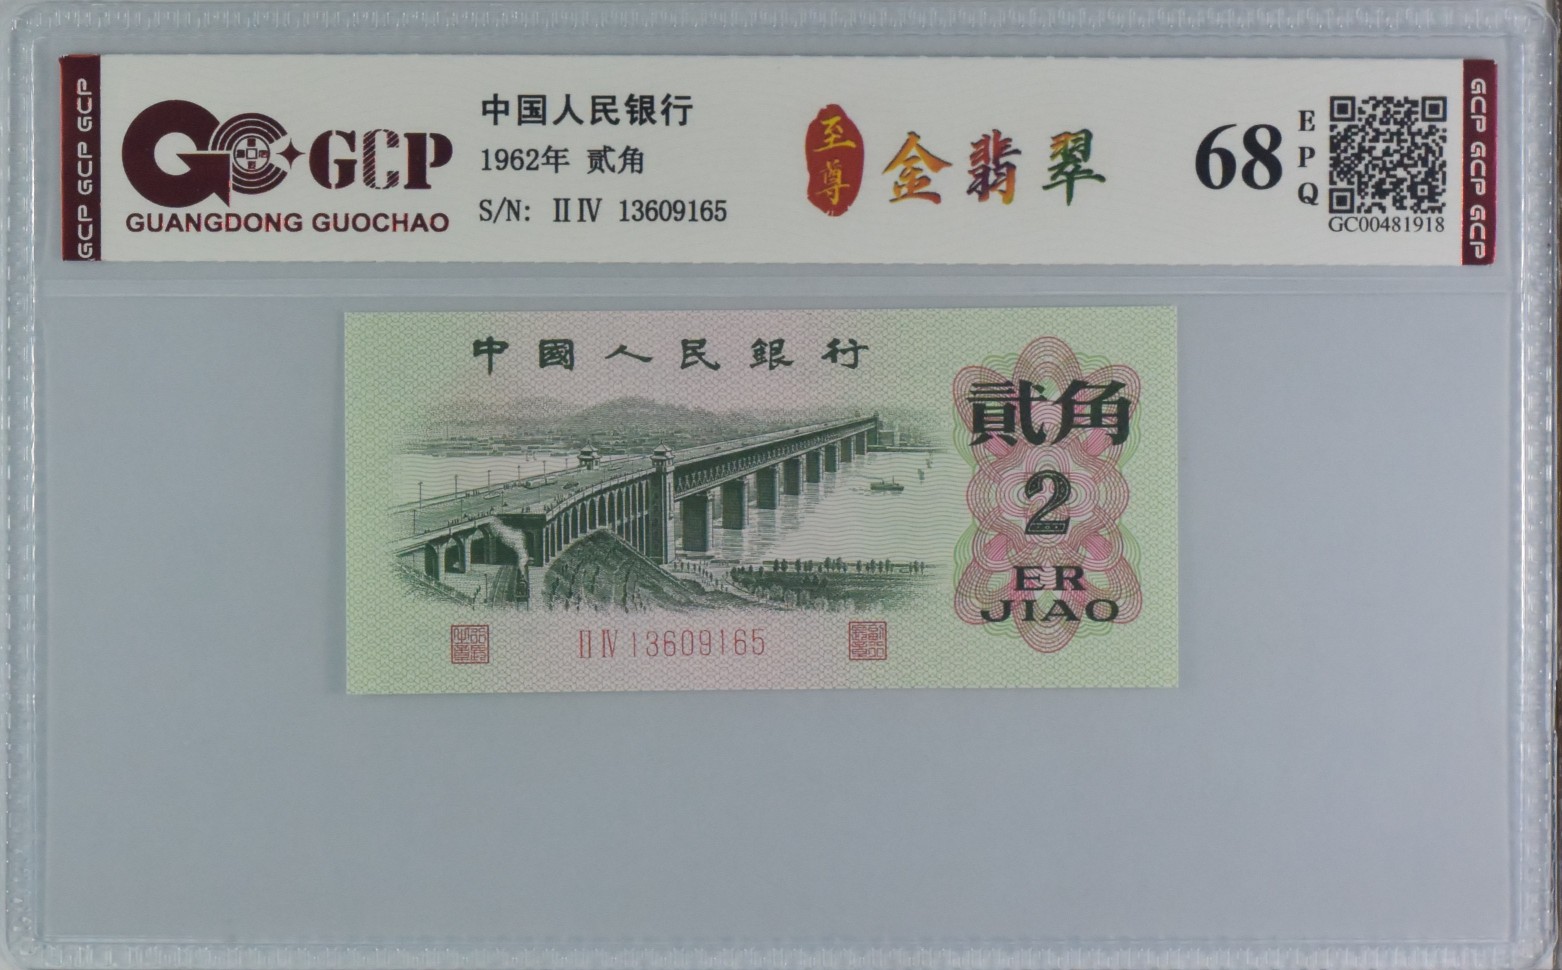 GCP GCP GCP
GCP
GUANGDONG GUOCHAO
中国人民银行
1962年 贰角
S/N: ⅡⅣ 13609165
至尊
金翡翠
68
EPQ
GC00481918
GCP GCP GCP
中國人民銀行
貳角
2
ER
JIAO
ⅡⅣ13609165